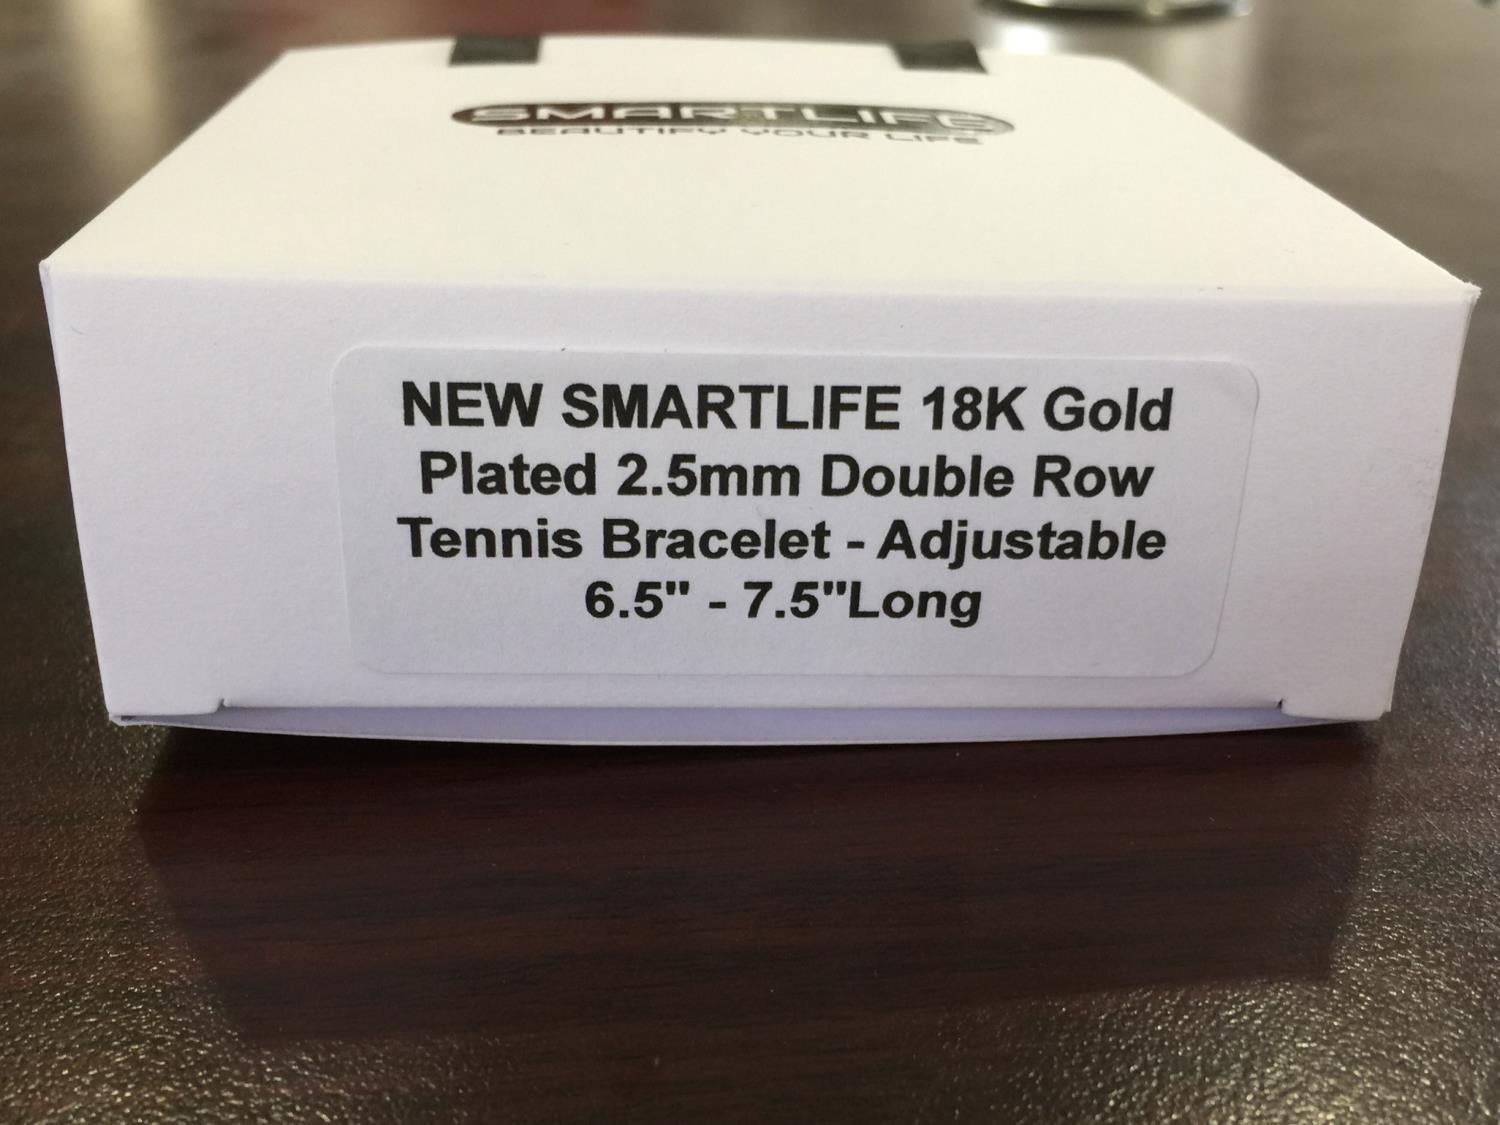 SMARTLIFE
BEAUTIFY YOUR LIFE
NEW SMARTLIFE 18K Gold
Plated 2.5mm Double Row
Tennis Bracelet - Adjustable
6.5" - 7.5"Long